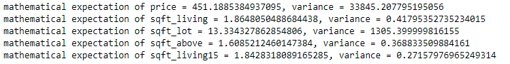 mathematical expectation of price = 451.1885384937095, variance = 33845.207795195056
mathematical expectation of sqft_living = 1.8648050488684438, variance = 0.41795352735234015
mathematical expectation of sqft_lot = 13.334327862854806, variance = 1305.399999816155
mathematical expectation of sqft_above = 1.6085212460147384, variance = 0.368833509884161
mathematical expectation of sqft_living15 = 1.8428318089165285, variance = 0.27157976965249314